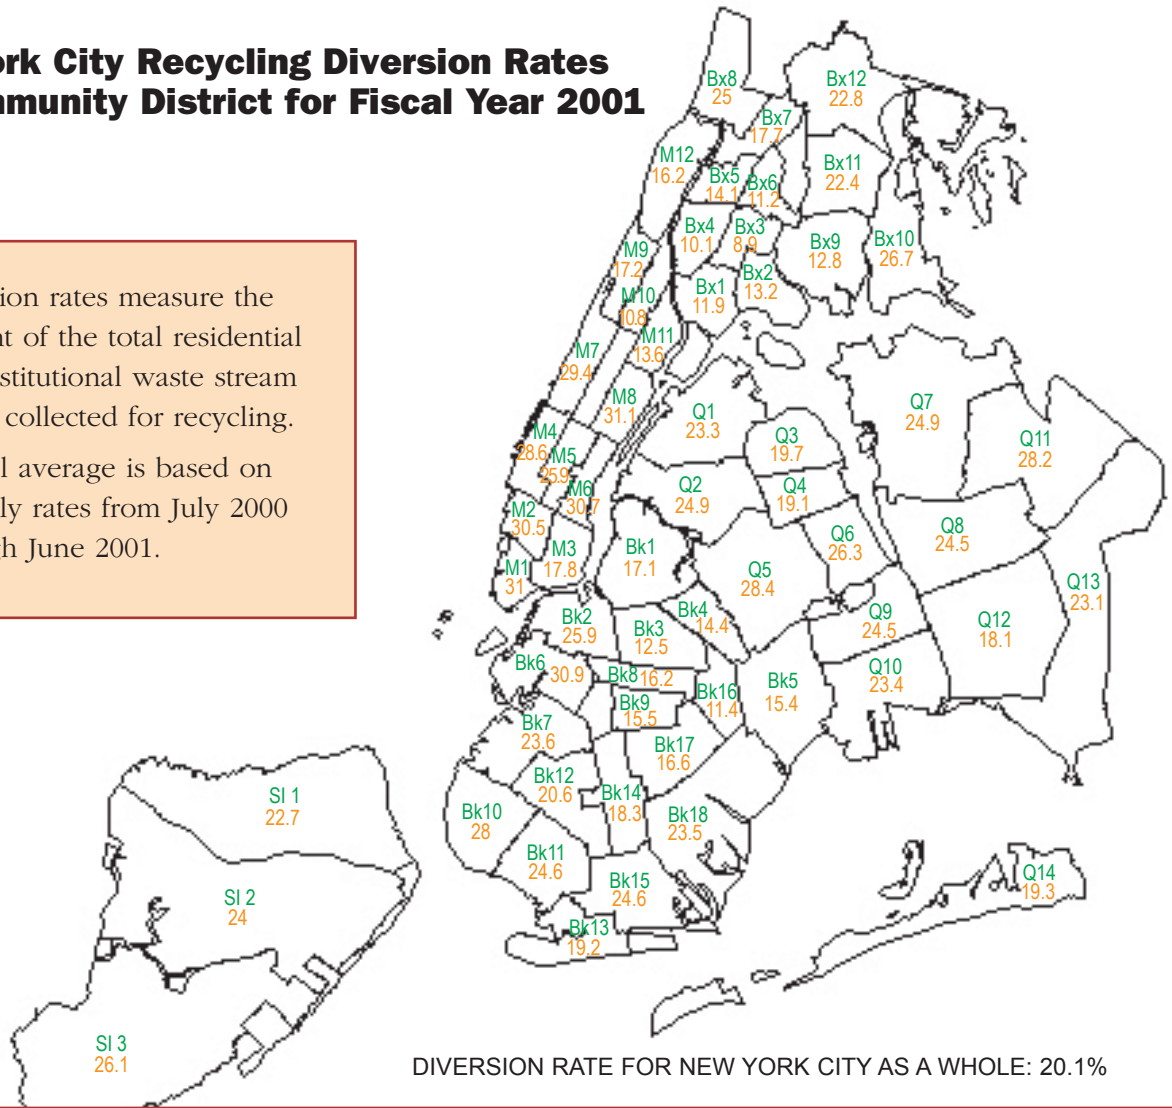 ork City Recycling Diversion Rates
mmunity District for Fiscal Year 2001
ion rates measure the
nt of the total residential
stitutional waste stream
collected for recycling.
l average is based on
ly rates from July 2000
gh June 2001.
Bx8
25
Bx12
22.8
Bx7
17.7
M12
16.2
Bx11
22.4
Bx5
14.1
Bx6
11.2
Bx4
10.1
Bx3
8.9
Bx9
12.8
Bx10
26.7
M9
17.2
Bx2
13.2
Bx1
11.9
M10
10.8
M11
13.6
M7
29.4
M8
31.1
Q1
23.3
Q7
24.9
Q3
19.7
Q11
28.2
M4
28.6
M5
25.9
M6
30.7
Q2
24.9
Q4
19.1
M2
30.5
Q8
24.5
Q6
26.3
M3
17.8
Bk1
17.1
M1
31
Q5
28.4
Q13
23.1
Bk2
25.9
Bk4
14.4
Bk3
12.5
Q9
24.5
Q12
18.1
Bk6
30.9
Bk8 16.2
Q10
23.4
Bk16
11.4
Bk5
15.4
Bk9
15.5
Bk7
23.6
Bk17
16.6
Bk12
20.6
Bk14
18.3
SI 1
22.7
Bk10
28
Bk18
23.5
Bk11
24.6
Bk15
24.6
Q14
19.3
SI 2
24
Bk13
19.2
SI 3
26.1
DIVERSION RATE FOR NEW YORK CITY AS A WHOLE: 20.1%